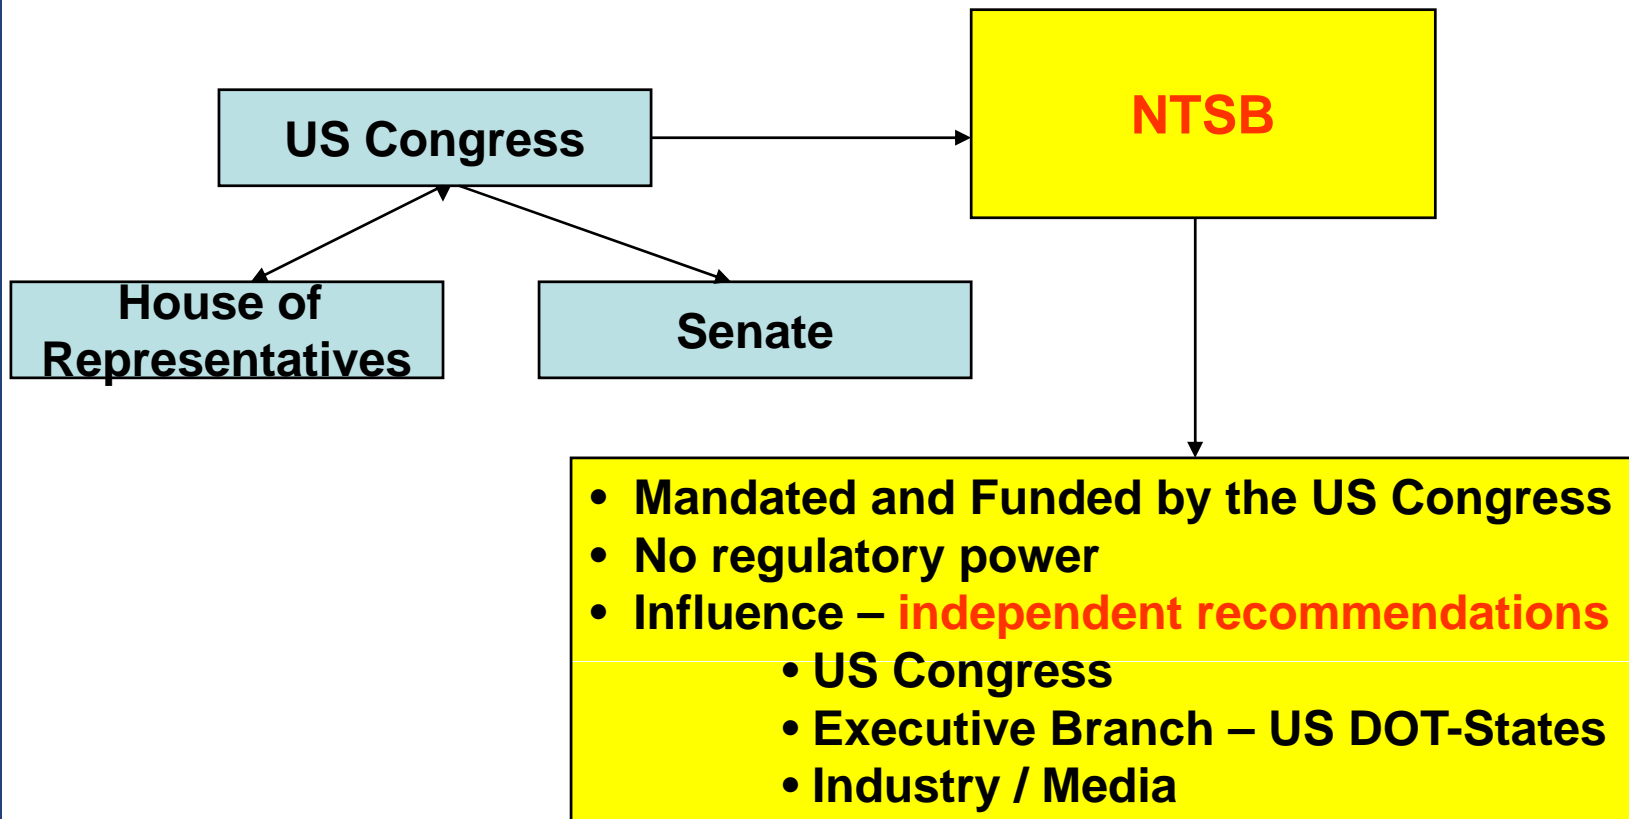 NTSB
US Congress
House of
Representatives
Senate
• Mandated and Funded by the US Congress
• No regulatory power
• Influence – independent recommendations
• US Congress
• Executive Branch – US DOT-States
• Industry / Media